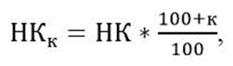 НКк = НК * 100+к/100,